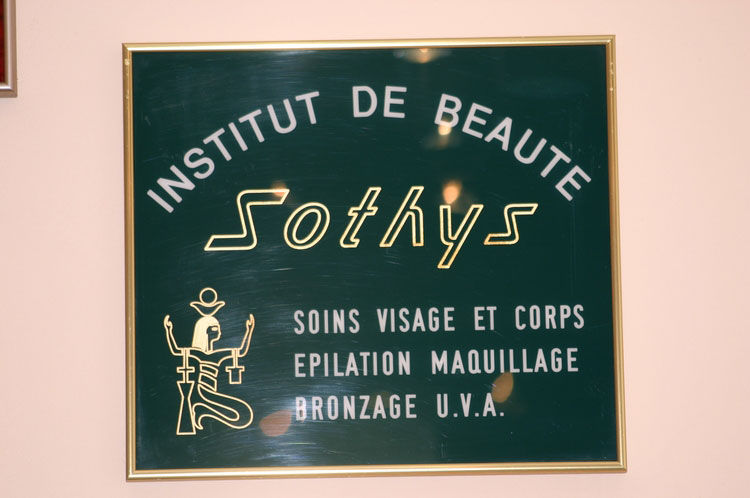 INSTITUT DE BEAUTE
Sothys
SOINS VISAGE ET CORPS
EPILATION MAQUILLAGE
BRONZAGE U.V.A.